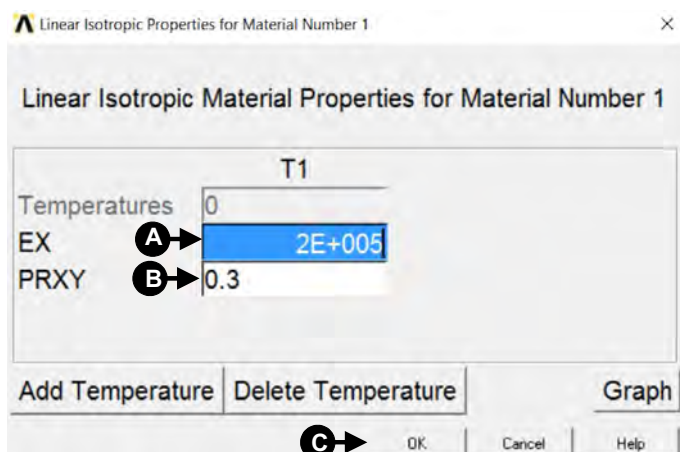 Linear Isotropic Properties for Material Number 1
Linear Isotropic Material Properties for Material Number 1
T1
Temperatures 0
EX A 2E+005
PRXY B 0.3
Add Temperature Delete Temperature Graph
C OK Cancel Help